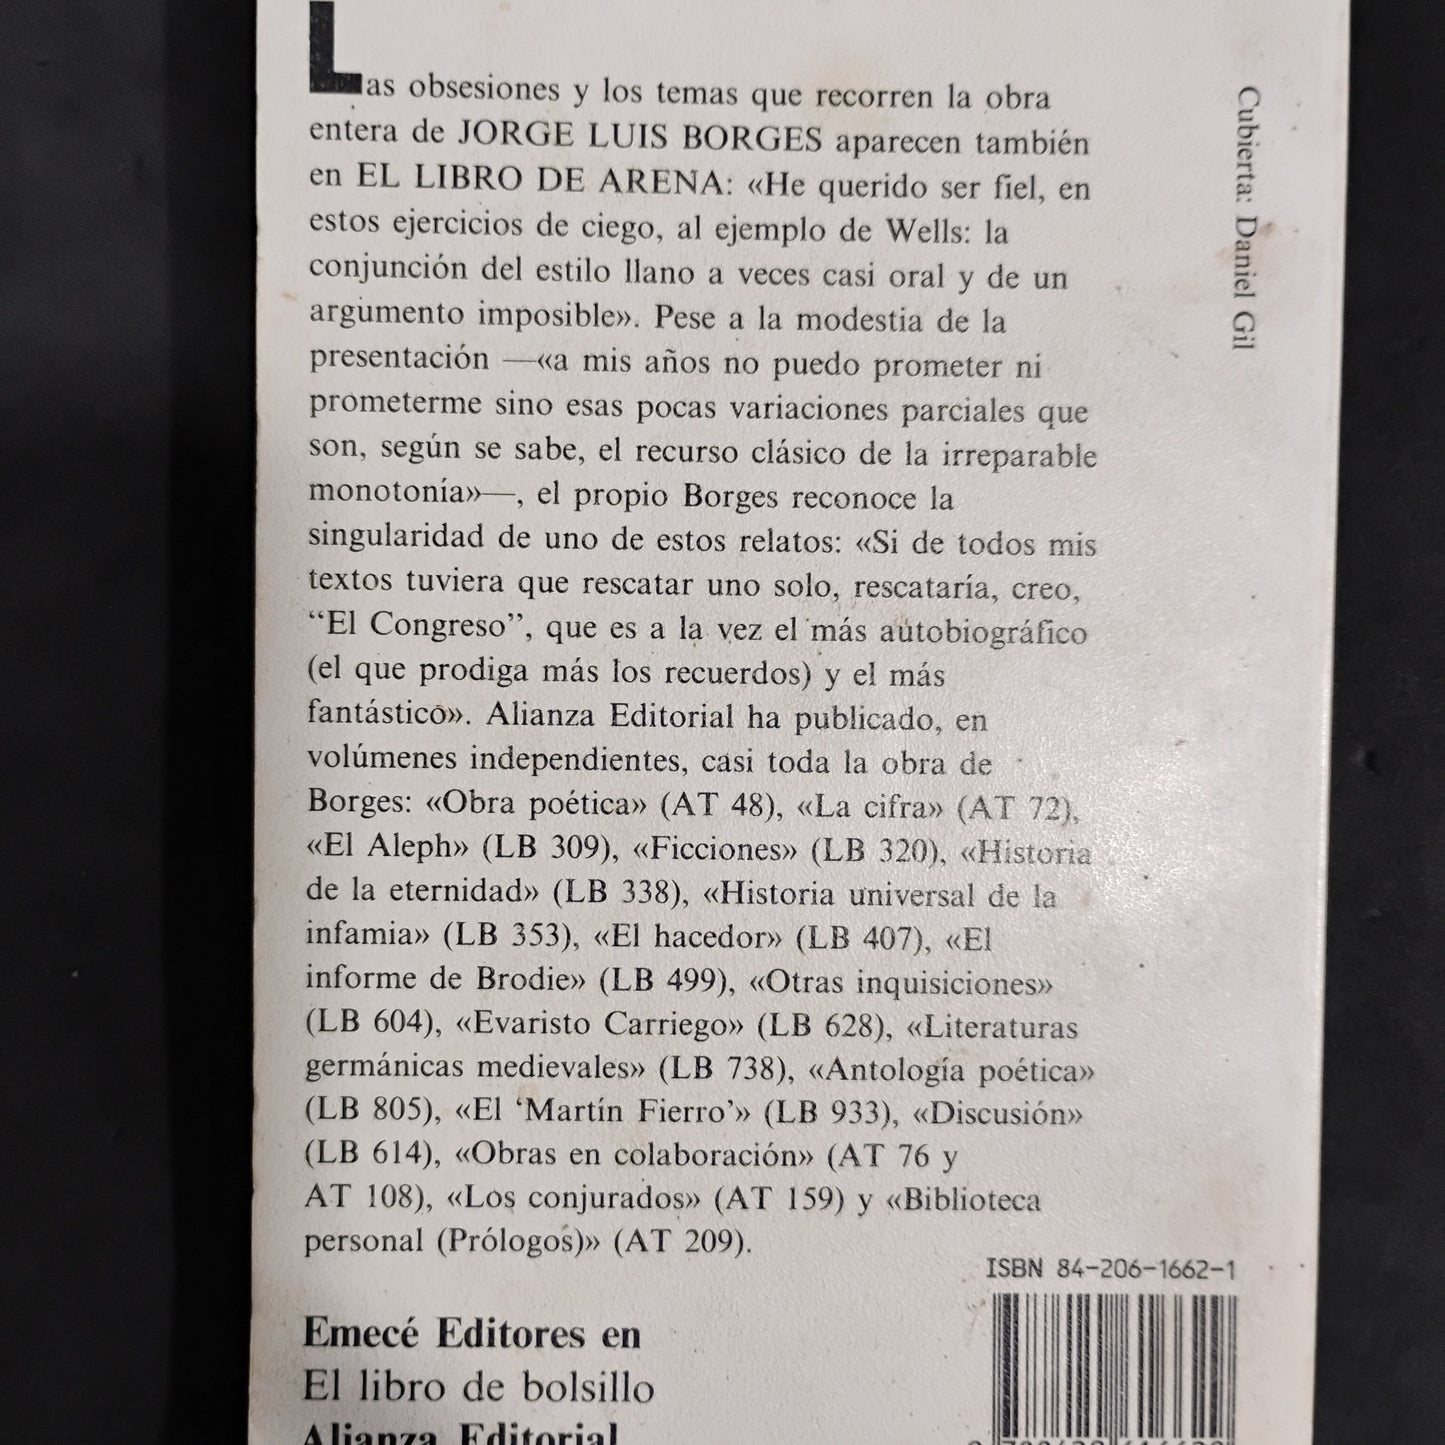 Las obsesiones y los temas que recorren la obra
entera de JORGE LUIS BORGES aparecen también
en EL LIBRO DE ARENA: «He querido ser fiel, en
estos ejercicios de ciego, al ejemplo de Wells: la
conjunción del estilo llano a veces casi oral y de un
argumento imposible». Pese a la modestia de la
presentación —«a mis años no puedo prometer ni
prometerme sino esas pocas variaciones parciales que
son, según se sabe, el recurso clásico de la irreparable
monotonía»—, el propio Borges reconoce la
singularidad de uno de estos relatos: «Si de todos mis
textos tuviera que rescatar uno solo, rescataría, creo,
“El Congreso”, que es a la vez el más autobiográfico
(el que prodiga más los recuerdos) y el más
fantástico». Alianza Editorial ha publicado, en
volúmenes independientes, casi toda la obra de
Borges: «Obra poética» (AT 48), «La cifra» (AT 72),
«El Aleph» (LB 309), «Ficciones» (LB 320), «Historia
de la eternidad» (LB 338), «Historia universal de la
infamia» (LB 353), «El hacedor» (LB 407), «El
informe de Brodie» (LB 499), «Otras inquisiciones»
(LB 604), «Evaristo Carriego» (LB 628), «Literaturas
germánicas medievales» (LB 738), «Antología poética»
(LB 805), «El ‘Martín Fierro’» (LB 933), «Discusión»
(LB 614), «Obras en colaboración» (AT 76 y
AT 108), «Los conjurados» (AT 159) y «Biblioteca
personal (Prólogos)» (AT 209).
Cubierta: Daniel Gil
ISBN 84-206-1662-1
Emecé Editores en
El libro de bolsillo
Alianza Editorial